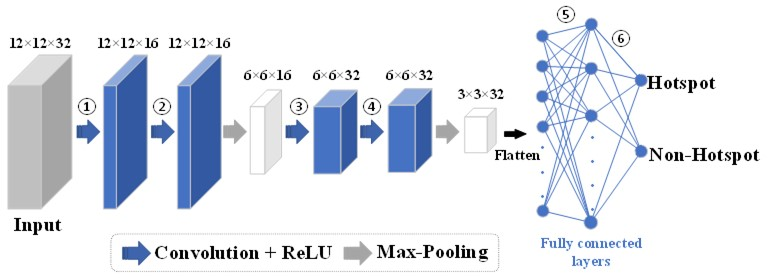 12×12×32
12×12×16
12×12×16
6×6×16
6×6×32
6×6×32
3×3×32
①
②
③
④
⑤
⑥
Input
Flatten
Hotspot
Non-Hotspot
Fully connected
layers
Convolution + ReLU
Max-Pooling